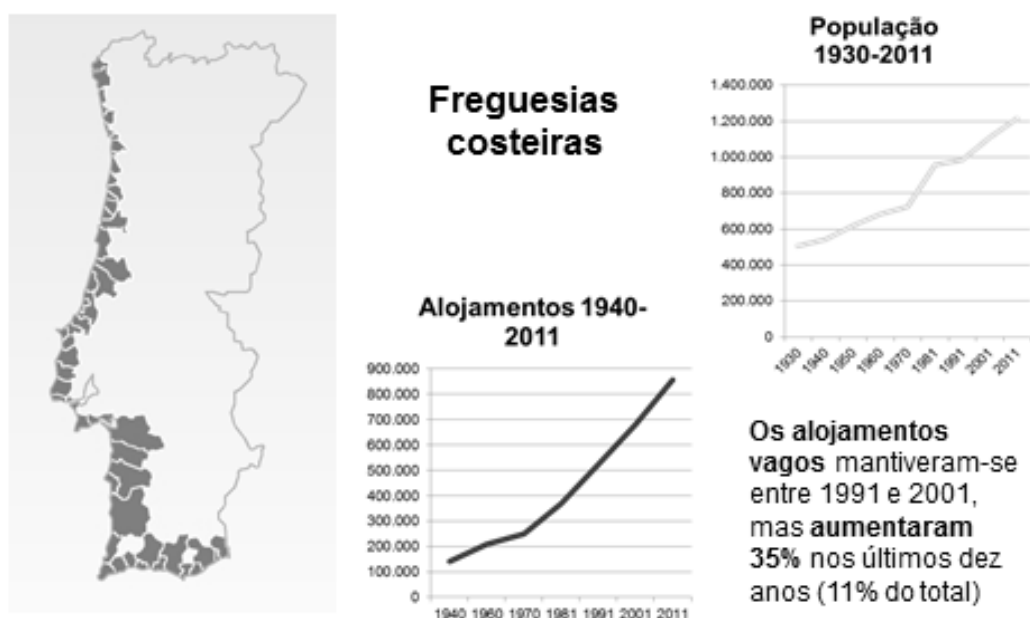 Freguesias
costeiras
População
1930-2011
1.400.000
1.200.000
1.000.000
800.000
600.000
400.000
200.000
0
1930 1940 1950 1960 1970 1981 1991 2001 2011
Alojamentos 1940-
2011
900.000
800.000
700.000
600.000
500.000
400.000
300.000
200.000
100.000
0
1940 1960 1970 1981 1991 2001 2011
Os alojamentos
vagos mantiveram-se
entre 1991 e 2001,
mas aumentaram
35% nos últimos dez
anos (11% do total)